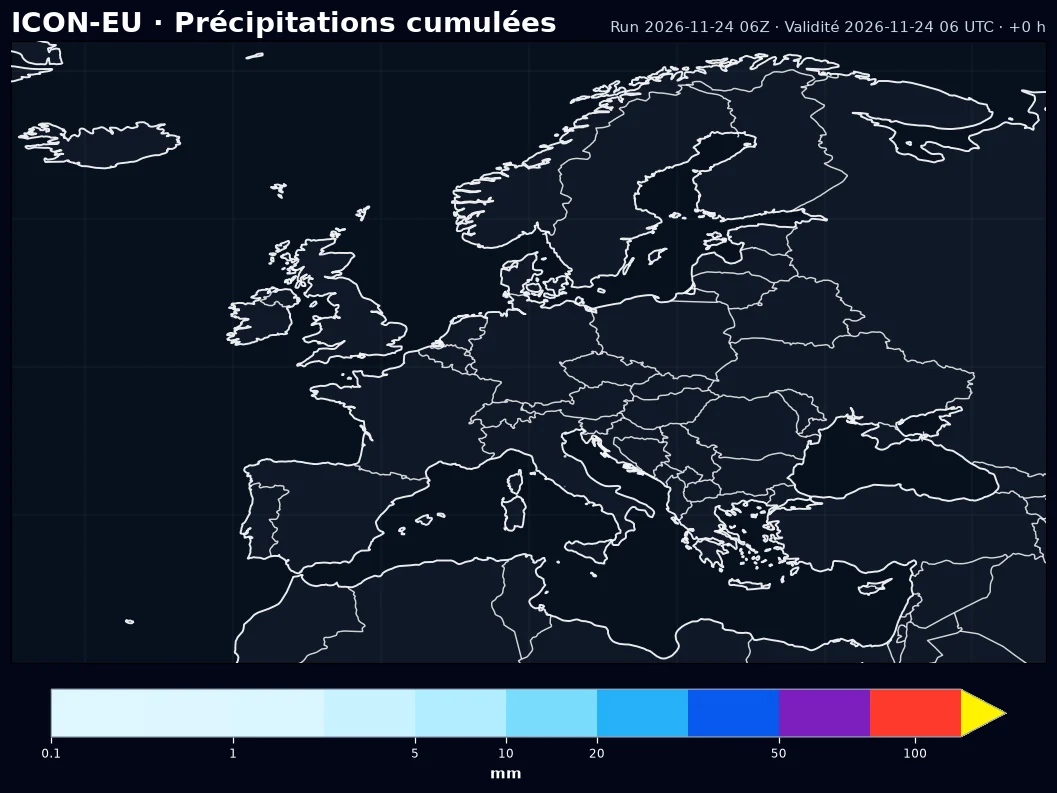 ICON-EU · Précipitations cumulées
Run 2026-11-24 06Z · Validité 2026-11-24 06 UTC · +0 h
0.1 1 5 10 20 50 100
mm